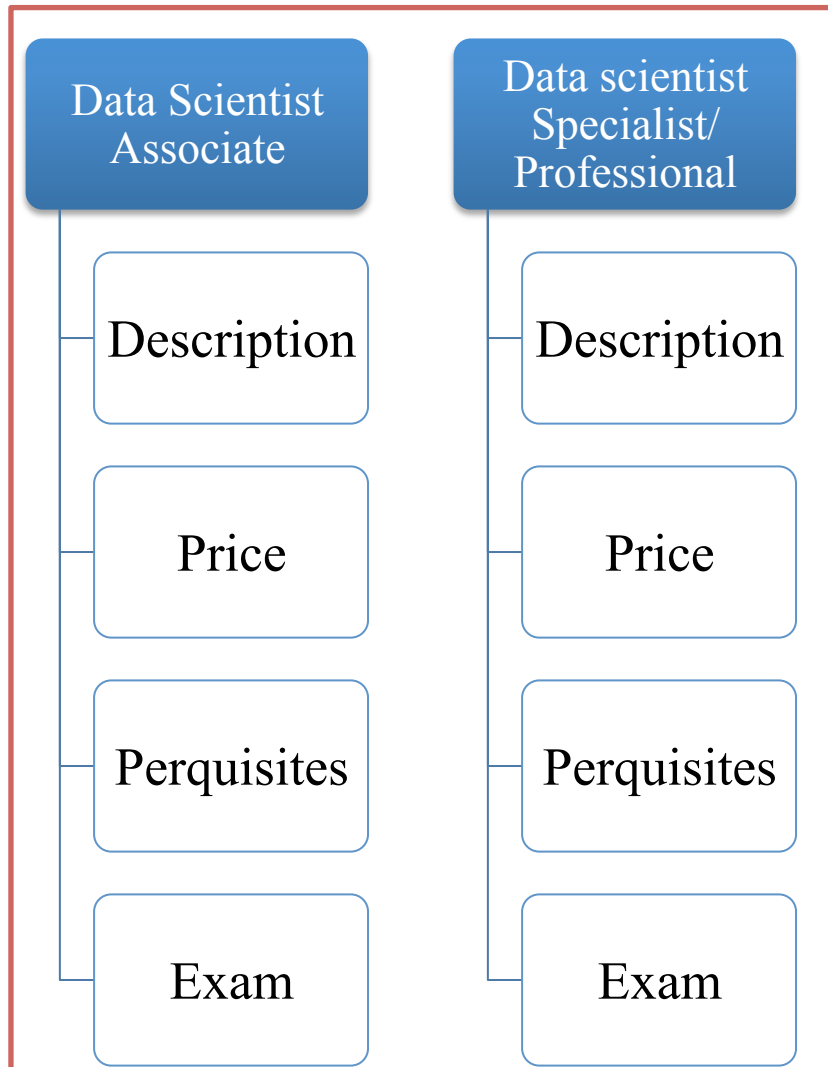 Data Scientist
Associate
Description
Price
Perquisites
Exam
Data scientist
Specialist/
Professional
Description
Price
Perquisites
Exam